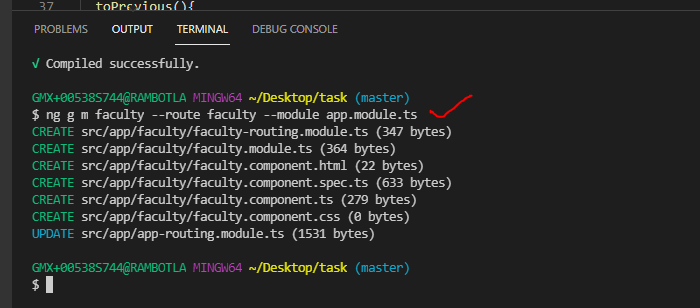 37 toPrevious(){
PROBLEMS OUTPUT TERMINAL DEBUG CONSOLE
√ Compiled successfully.
GMX+00538S744@RAMBOTLA MINGW64 ~/Desktop/task (master)
$ ng g m faculty --route faculty --module app.module.ts
CREATE src/app/faculty/faculty-routing.module.ts (347 bytes)
CREATE src/app/faculty/faculty.module.ts (364 bytes)
CREATE src/app/faculty/faculty.component.html (22 bytes)
CREATE src/app/faculty/faculty.component.spec.ts (633 bytes)
CREATE src/app/faculty/faculty.component.ts (279 bytes)
CREATE src/app/faculty/faculty.component.css (0 bytes)
UPDATE src/app/app-routing.module.ts (1531 bytes)
GMX+00538S744@RAMBOTLA MINGW64 ~/Desktop/task (master)
$